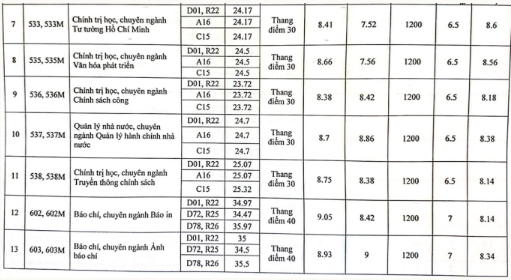 7 533, 533M Chính trị học, chuyên ngành Tư tưởng Hồ Chí Minh D01, R22 24.17 Thang điểm 30 8.41 7.52 1200 6.5 8.6
A16 24.17
C15 24.17
8 535, 535M Chính trị học, chuyên ngành Văn hóa phát triển D01, R22 24.5 Thang điểm 30 8.66 7.56 1200 6.5 8.56
A16 24.5
C15 24.5
9 536, 536M Chính trị học, chuyên ngành Chính sách công D01, R22 23.72 Thang điểm 30 8.38 8.42 1200 6.5 8.18
A16 23.72
C15 23.72
10 537, 537M Quản lý nhà nước, chuyên ngành Quản lý hành chính nhà nước D01, R22 24.7 Thang điểm 30 8.7 8.86 1200 6.5 8.38
A16 24.7
C15 24.7
11 538, 538M Chính trị học, chuyên ngành Truyền thông chính sách D01, R22 25.07 Thang điểm 30 8.75 8.38 1200 6.5 8.14
A16 25.07
C15 25.32
12 602, 602M Báo chí, chuyên ngành Báo in D01, R22 34.97 Thang điểm 40 9.05 8.42 1200 7 8.14
D72, R25 34.47
D78, R26 35.97
13 603, 603M Báo chí, chuyên ngành Ảnh báo chí D01, R22 35 Thang điểm 40 8.93 9 1200 7 8.34
D72, R25 34.5
D78, R26 35.5